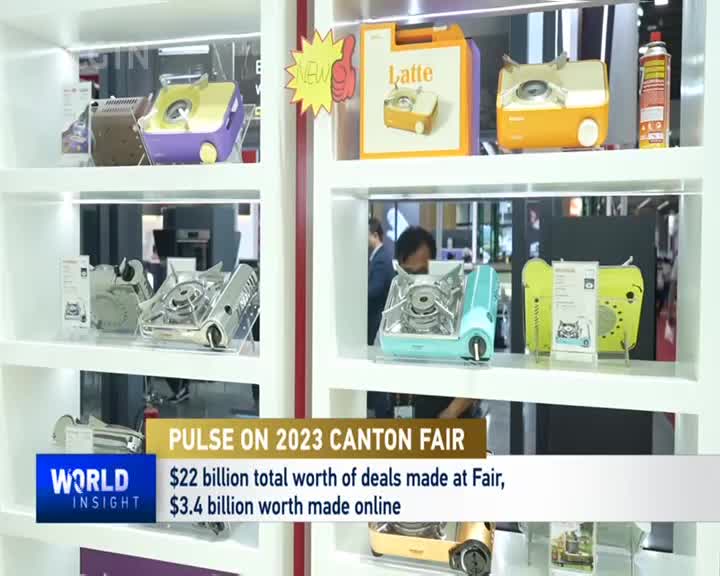 CGTN
NEW
Latte
PULSE ON 2023 CANTON FAIR
WORLD
INSIGHT
$22 billion total worth of deals made at Fair,
$3.4 billion worth made online